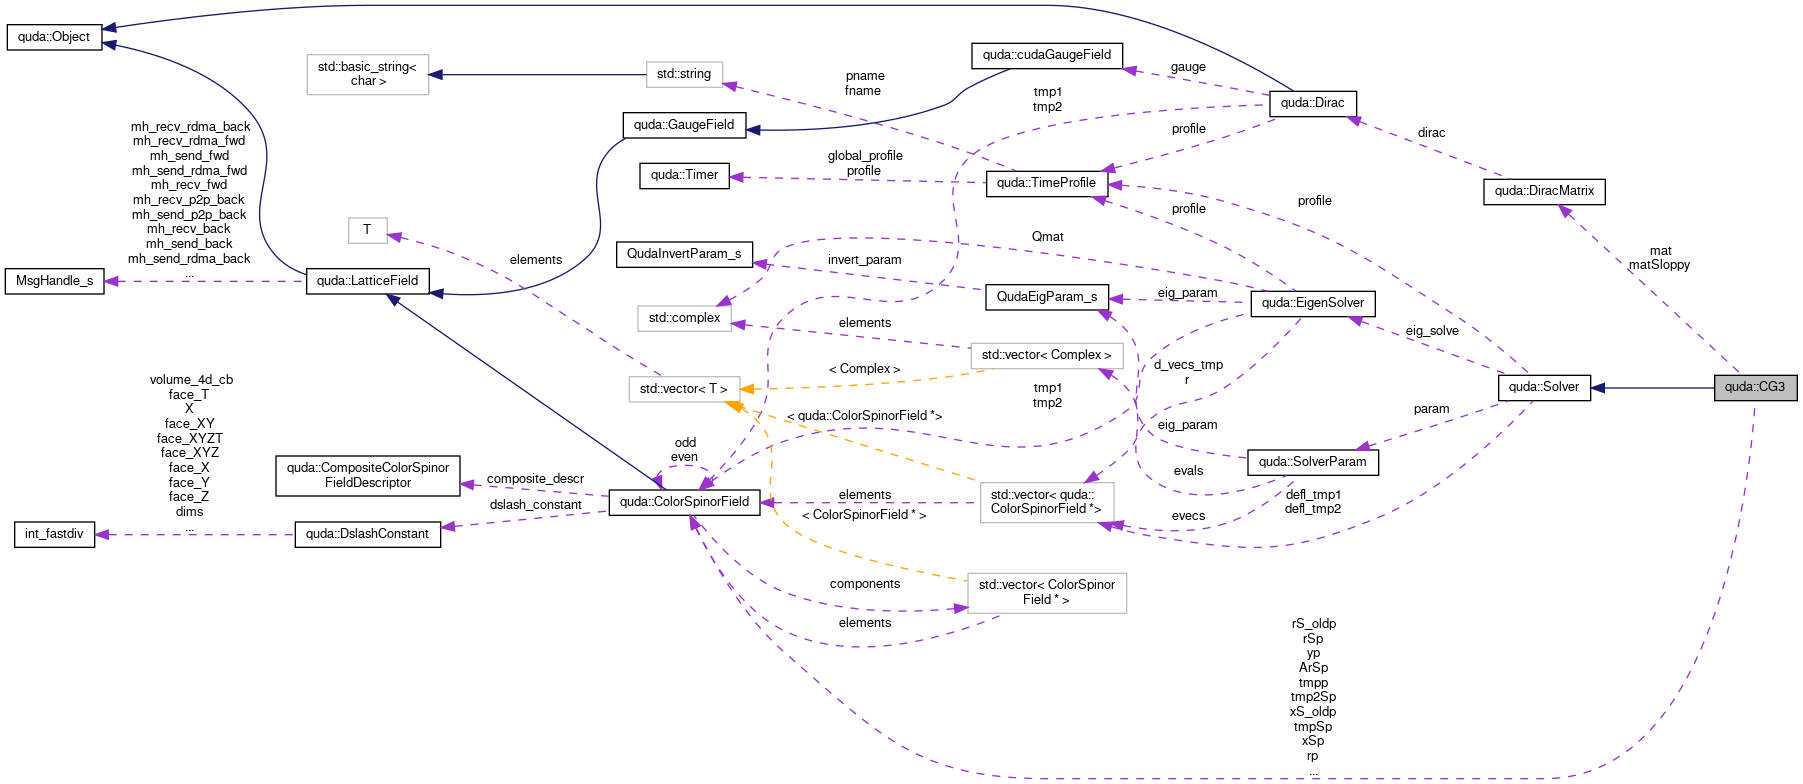 quda::Object
std::basic_string<
char >
std::string
pname
fname
quda::cudaGaugeField
gauge
tmp1
tmp2
quda::Dirac
quda::GaugeField
profile
dirac
mh_recv_rdma_back
mh_recv_rdma_fwd
mh_send_fwd
mh_send_rdma_fwd
mh_recv_fwd
mh_recv_p2p_back
mh_send_p2p_back
mh_recv_back
mh_send_back
mh_send_rdma_back
...
global_profile
profile
quda::Timer
quda::TimeProfile
quda::DiracMatrix
profile
profile
T
Qmat
elements
QudaInvertParam_s
invert_param
mat
matSloppy
MsgHandle_s
quda::LatticeField
QudaEigParam_s
eig_param
quda::EigenSolver
std::complex
elements
eig_solve
std::vector< Complex >
< Complex >
d_vecs_tmp
r
std::vector< T >
tmp1
tmp2
quda::Solver
quda::CG3
volume_4d_cb
face_T
X
face_XY
face_XYZT
face_XYZ
face_X
face_Y
face_Z
dims
...
< quda::ColorSpinorField *>
param
eig_param
odd
even
quda::SolverParam
quda::CompositeColorSpinor
FieldDescriptor
composite_descr
evals
quda::ColorSpinorField
elements
std::vector< quda::
ColorSpinorField *>
defl_tmp1
defl_tmp2
dslash_constant
< ColorSpinorField * >
evecs
int_fastdiv
quda::DslashConstant
components
std::vector< ColorSpinor
Field * >
elements
rS_oldp
rSp
yp
ArSp
tmpp
tmp2Sp
xS_oldp
tmpSp
xSp
rp
...